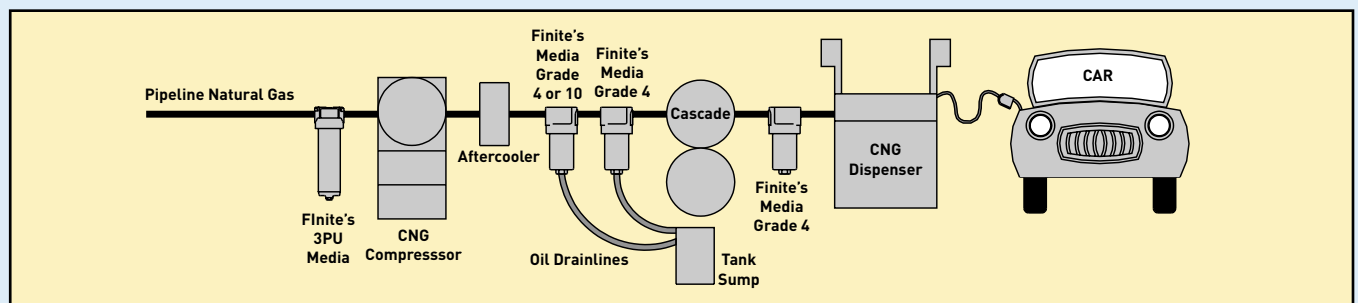 Pipeline Natural Gas
FInite's
3PU
Media
CNG
Compresssor
Aftercooler
Finite's
Media
Grade
4 or 10
Finite's
Media
Grade 4
Oil Drainlines
Tank
Sump
Cascade
Finite's
Media
Grade 4
CNG
Dispenser
CAR